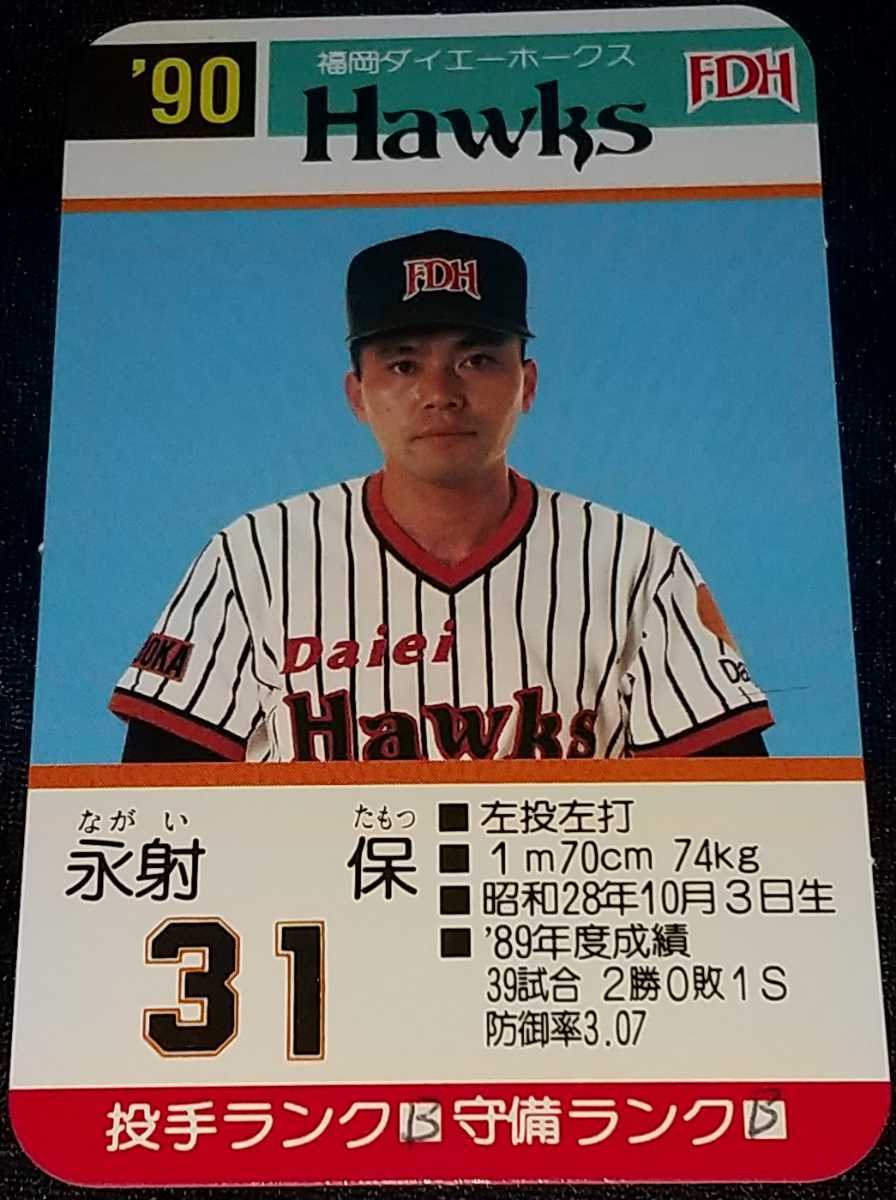 '90
福岡ダイエーホークス
Hawks
FDH
FDH
OKA
Daiei
Hawks
ながい たもつ
永射 保
31
■左投左打
■1m70cm 74kg
■昭和28年10月3日生
■'89年度成績
39試合 2勝0敗1S
防御率3.07
投手ランクB 守備ランクB